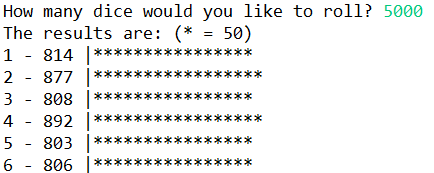 How many dice would you like to roll? 5000
The results are: (* = 50)
1 - 814 |****************
2 - 877 |*****************
3 - 808 |****************
4 - 892 |*****************
5 - 803 |****************
6 - 806 |****************